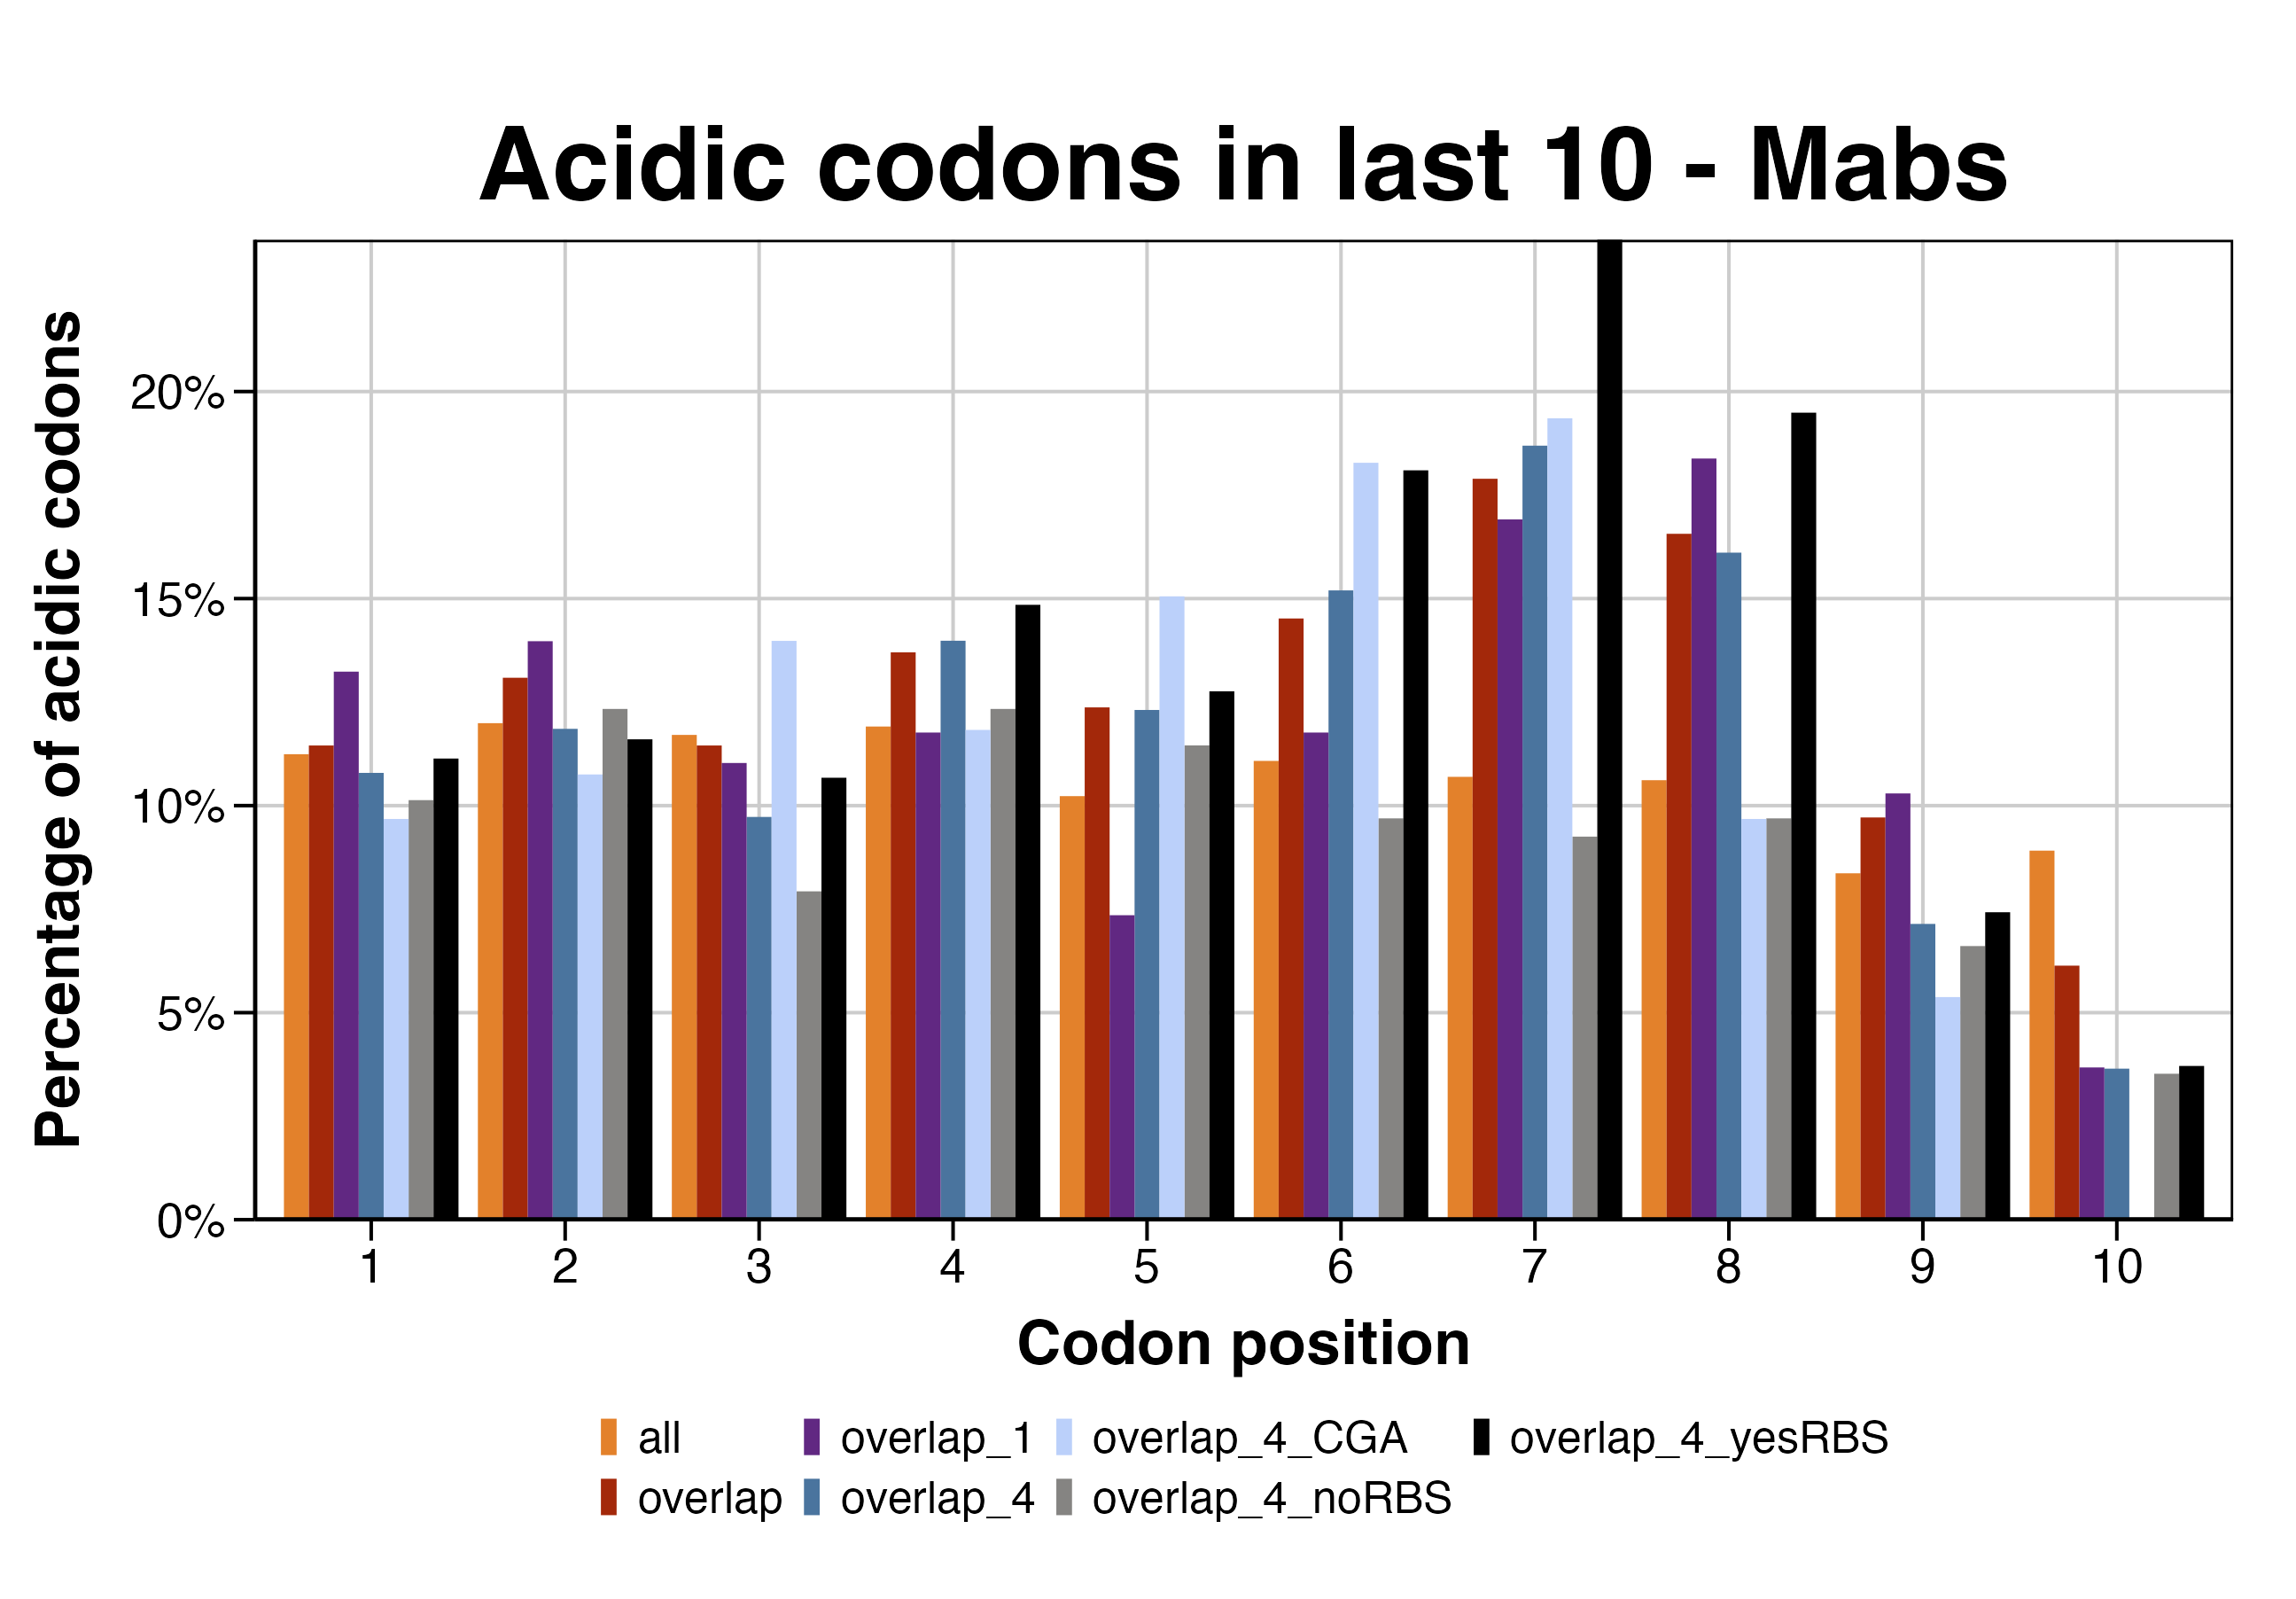 Acidic codons in last 10 - Mabs
Percentage of acidic codons
20%
15%
10%
5%
0%
1 2 3 4 5 6 7 8 9 10
Codon position
all overlap_1 overlap_4_CGA overlap_4_yesRBS
overlap overlap_4 overlap_4_noRBS